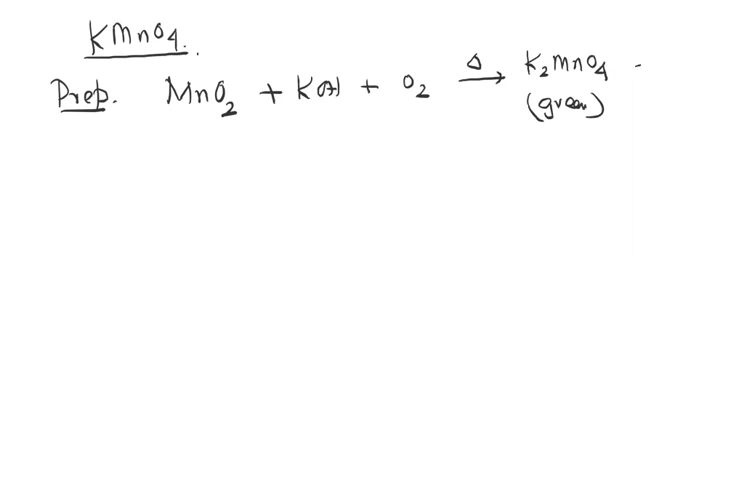 KMnO4.
Prep. MnO2 + KOH + O2 Δ→ K2MnO4 -
(green)